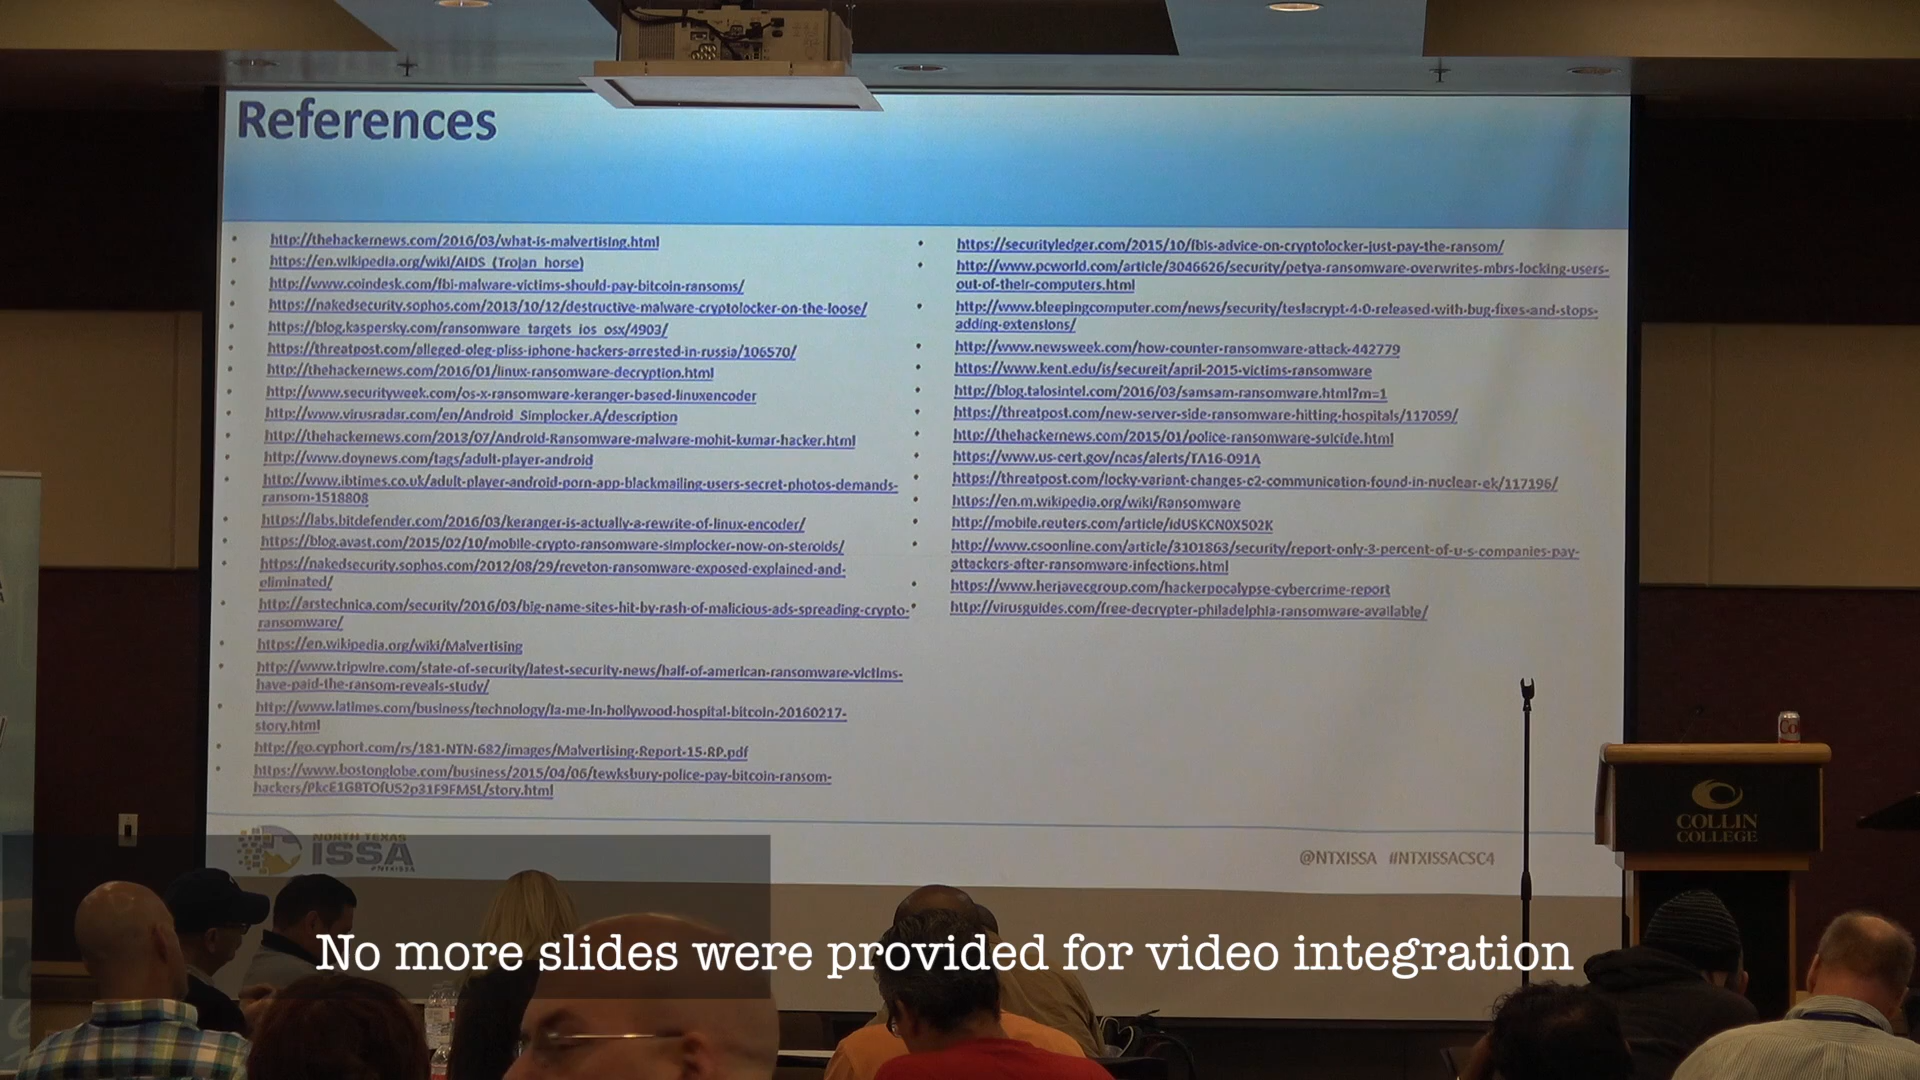 References
http://thehackernews.com/2016/03/what-is-malvertising.html
https://en.wikipedia.org/wiki/AIDS_(Trojan_horse)
http://www.coindesk.com/fbi-malware-victims-should-pay-bitcoin-ransoms/
https://nakedsecurity.sophos.com/2013/10/12/destructive-malware-cryptolocker-on-the-loose/
https://blog.kaspersky.com/ransomware_targets_ios_osx/4903/
https://threatpost.com/alleged-oleg-pliss-iphone-hackers-arrested-in-russia/106570/
http://thehackernews.com/2016/01/linux-ransomware-decryption.html
http://www.securityweek.com/os-x-ransomware-keranger-based-linuxencoder
http://www.virusradar.com/en/Android_Simplocker.A/description
http://thehackernews.com/2013/07/Android-Ransomware-malware-mohit-kumar-hacker.html
http://www.doynews.com/tags/adult-player-android
http://www.ibtimes.co.uk/adult-player-android-porn-app-blackmailing-users-secret-photos-demands-
ransom-1518808
https://labs.bitdefender.com/2016/03/keranger-is-actually-a-rewrite-of-linux-encoder/
https://blog.avast.com/2015/02/10/mobile-crypto-ransomware-simplocker-now-on-steroids/
https://nakedsecurity.sophos.com/2012/08/29/reveton-ransomware-exposed-explained-and-
eliminated/
http://arstechnica.com/security/2016/03/big-name-sites-hit-by-rash-of-malicious-ads-spreading-crypto-
ransomware/
https://en.wikipedia.org/wiki/Malvertising
http://www.tripwire.com/state-of-security/latest-security-news/half-of-american-ransomware-victims-
have-paid-the-ransom-reveals-study/
http://www.latimes.com/business/technology/la-me-ln-hollywood-hospital-bitcoin-20160217-
story.html
http://go.cyphort.com/rs/181-NTN-682/images/Malvertising-Report-15-RP.pdf
https://www.bostonglobe.com/business/2015/04/06/tewksbury-police-pay-bitcoin-ransom-
hackers/PkcE1GBTOfU52p31F9FM5L/story.html
https://securityledger.com/2015/10/fbis-advice-on-cryptolocker-just-pay-the-ransom/
http://www.pcworld.com/article/3046626/security/petya-ransomware-overwrites-mbrs-locking-users-
out-of-their-computers.html
http://www.bleepingcomputer.com/news/security/teslacrypt-4-0-released-with-bug-fixes-and-stops-
adding-extensions/
http://www.newsweek.com/how-counter-ransomware-attack-442779
https://www.kent.edu/is/secureit/april-2015-victims-ransomware
http://blog.talosintel.com/2016/03/samsam-ransomware.html?m=1
https://threatpost.com/new-server-side-ransomware-hitting-hospitals/117059/
http://thehackernews.com/2015/01/police-ransomware-suicide.html
https://www.us-cert.gov/ncas/alerts/TA16-091A
https://threatpost.com/locky-variant-changes-c2-communication-found-in-nuclear-ek/117196/
https://en.m.wikipedia.org/wiki/Ransomware
http://mobile.reuters.com/article/idUSKCN0X502K
http://www.csoonline.com/article/3101863/security/report-only-3-percent-of-u-s-companies-pay-
attackers-after-ransomware-infections.html
https://www.herjavecgroup.com/hackerpocalypse-cybercrime-report
http://virusguides.com/free-decrypter-philadelphia-ransomware-available/
NORTH TEXAS
ISSA
#NTXISSA
@NTXISSA #NTXISSACSC4
COLLIN
COLLEGE
No more slides were provided for video integration